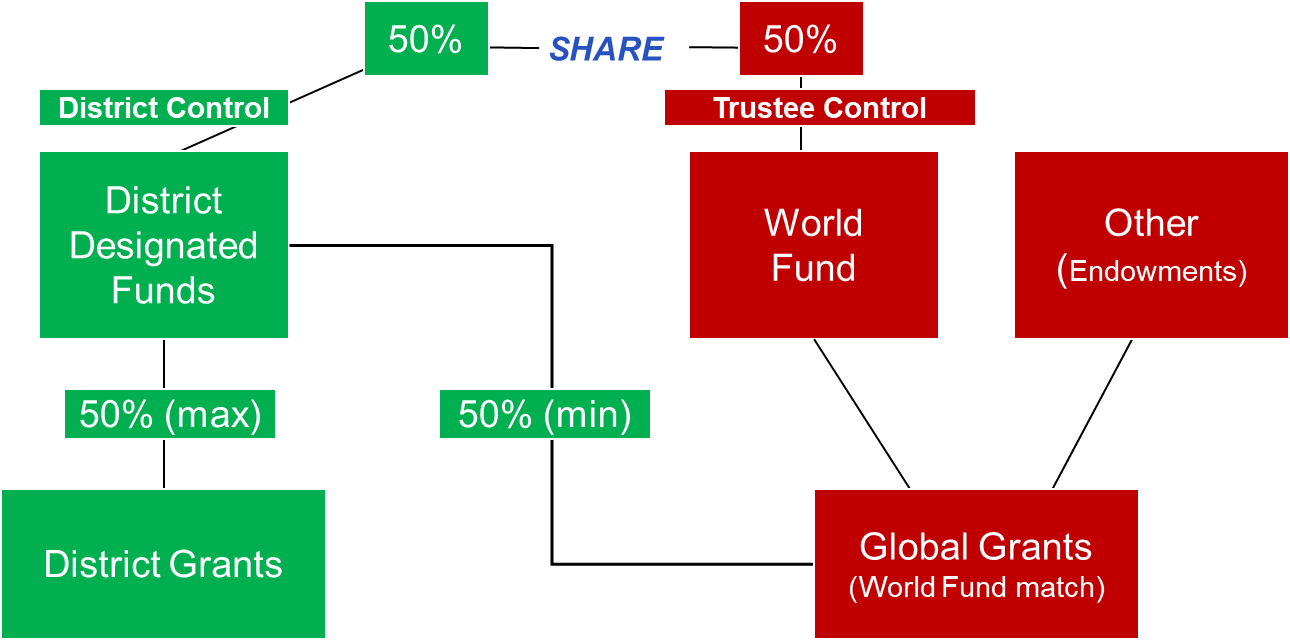 50%
SHARE
50%
District Control
Trustee Control
District
Designated
Funds
World
Fund
Other
(Endowments)
50% (max)
50% (min)
District Grants
Global Grants
(World Fund match)